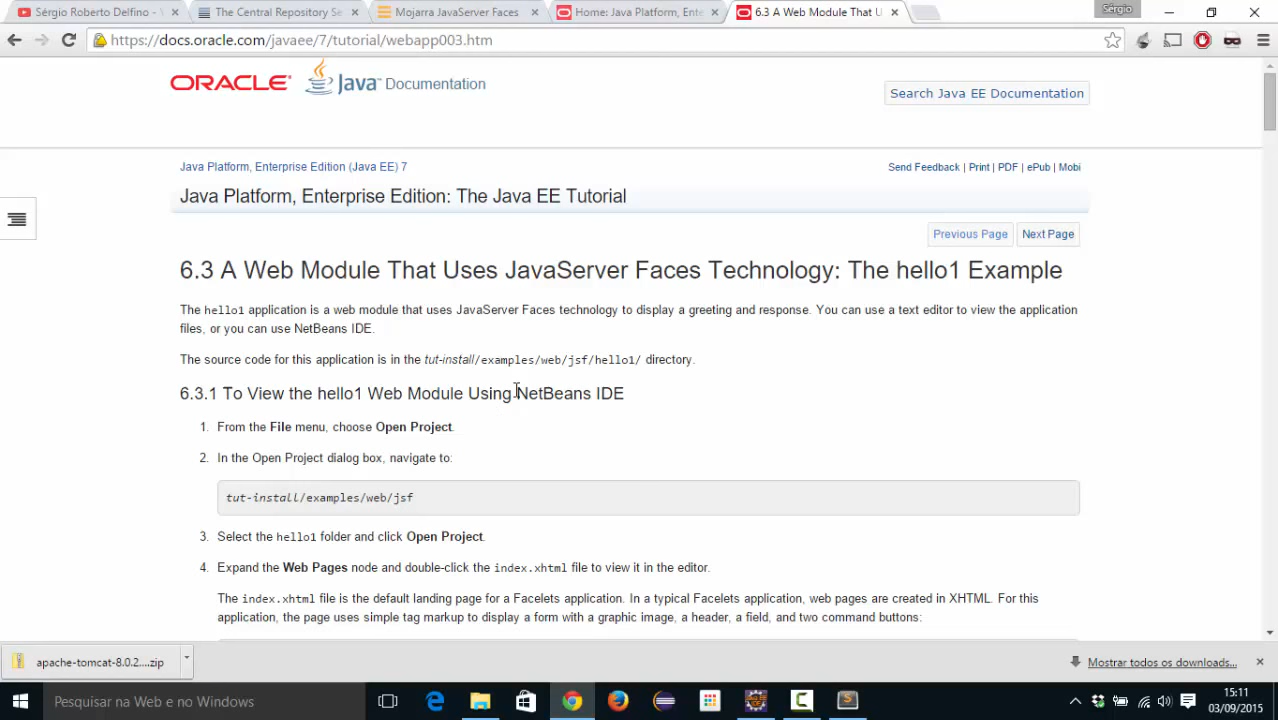 Sérgio Roberto Delfino -
The Central Repository Se
Mojarra JavaServer Faces
Home: Java Platform, Ente
6.3 A Web Module That U
Sérgio
https://docs.oracle.com/javaee/7/tutorial/webapp003.htm
ORACLE Java Documentation
Search Java EE Documentation
Java Platform, Enterprise Edition (Java EE) 7
Send Feedback | Print | PDF | ePub | Mobi
Java Platform, Enterprise Edition: The Java EE Tutorial
Previous Page Next Page
6.3 A Web Module That Uses JavaServer Faces Technology: The hello1 Example
The hello1 application is a web module that uses JavaServer Faces technology to display a greeting and response. You can use a text editor to view the application
files, or you can use NetBeans IDE.
The source code for this application is in the tut-install/examples/web/jsf/hello1/ directory.
6.3.1 To View the hello1 Web Module Using NetBeans IDE
1. From the File menu, choose Open Project.
2. In the Open Project dialog box, navigate to:
tut-install/examples/web/jsf
3. Select the hello1 folder and click Open Project.
4. Expand the Web Pages node and double-click the index.xhtml file to view it in the editor.
The index.xhtml file is the default landing page for a Facelets application. In a typical Facelets application, web pages are created in XHTML. For this
application, the page uses simple tag markup to display a form with a graphic image, a header, a field, and two command buttons:
apache-tomcat-8.0.2....zip
Mostrar todos os downloads...
Pesquisar na Web e no Windows
15:11
03/09/2015